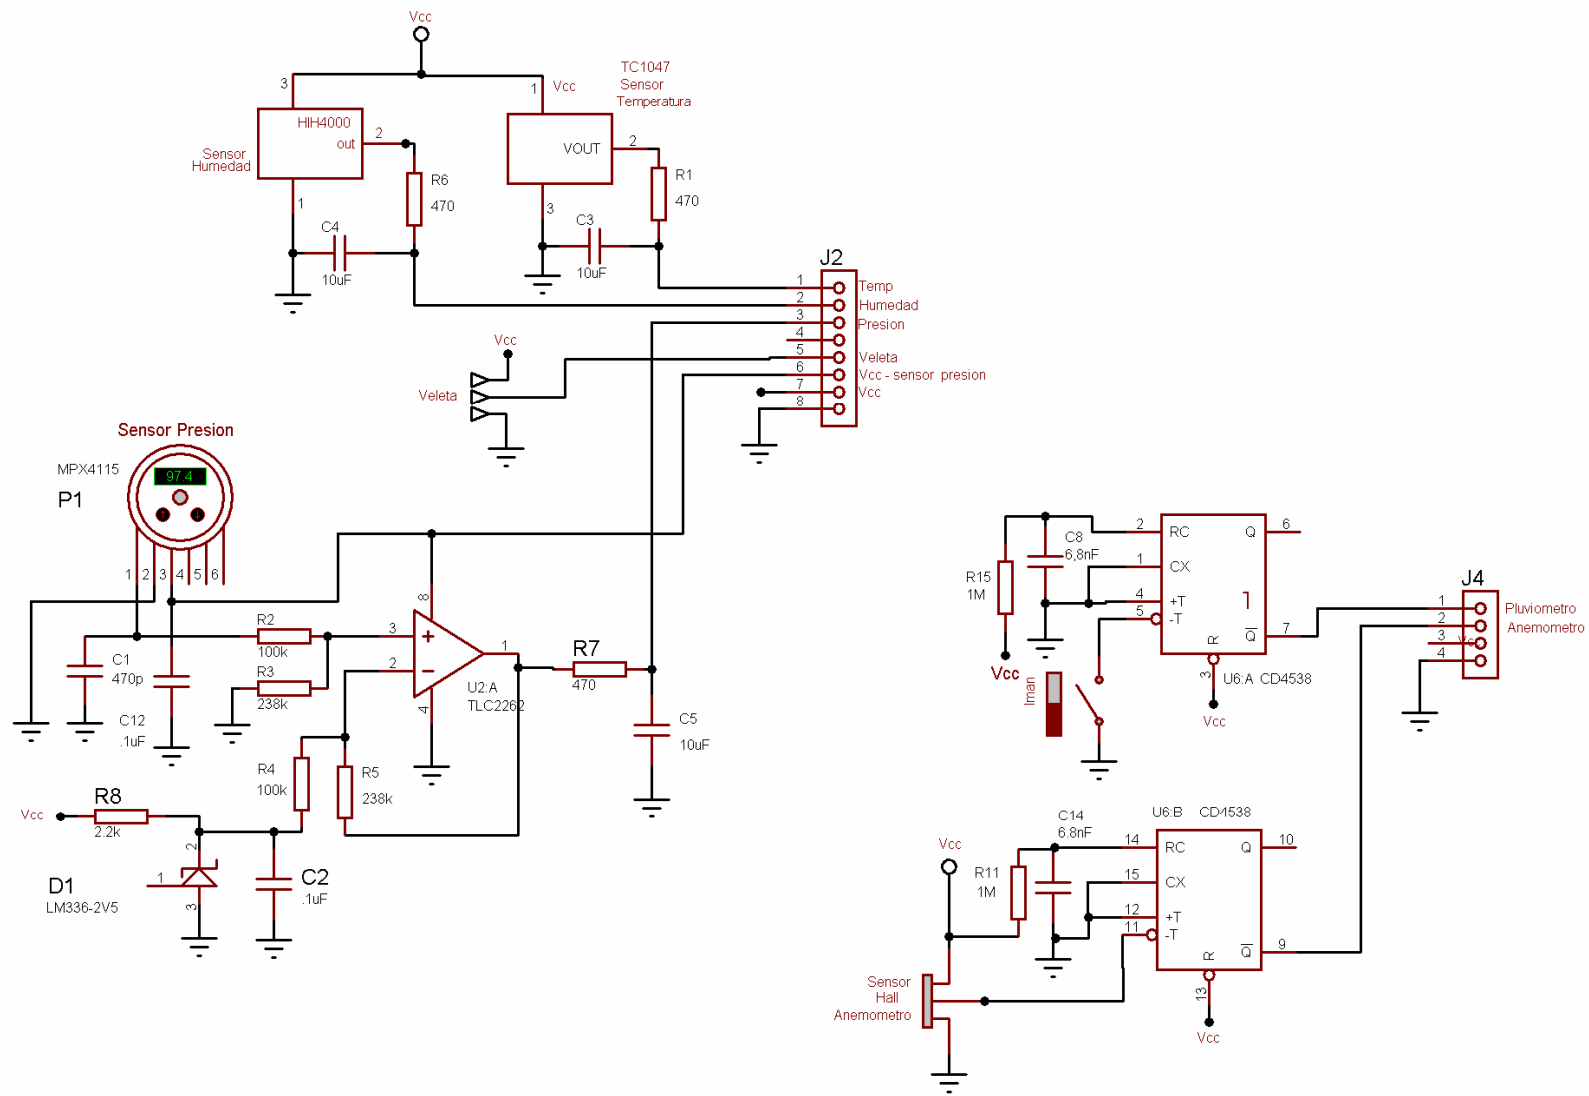 Vcc
TC1047
Sensor
Temperatura
3
1
Vcc
HIH4000
out
2
VOUT
2
Sensor
Humedad
R6
470
R1
470
1
3
C4
10uF
C3
10uF
J2
1
Temp
2
Humedad
3
Presion
4
5
Veleta
6
Vcc - sensor presion
7
Vcc
8
Vcc
Veleta
Sensor Presion
MPX4115
P1
97.4
1
2
3
4
5
6
R2
100k
R3
238k
C1
470p
C12
.1uF
8
3
2
1
4
U2:A
TLC2262
R7
470
C5
10uF
R4
100k
R5
238k
Vcc
R8
2.2k
2
1
3
D1
LM336-2V5
C2
.1uF
C8
6,8nF
R15
1M
Vcc
Iman
2
RC
Q
6
1
CX
4
+T
5
-T
R
Q
7
3
U6:A CD4538
Vcc
J4
1
Pluviometro
2
Anemometro
3
Vcc
4
C14
6.8nF
U6:B CD4538
Vcc
R11
1M
14
RC
Q
10
15
CX
12
+T
11
-T
R
Q
9
13
Vcc
Sensor
Hall
Anemometro